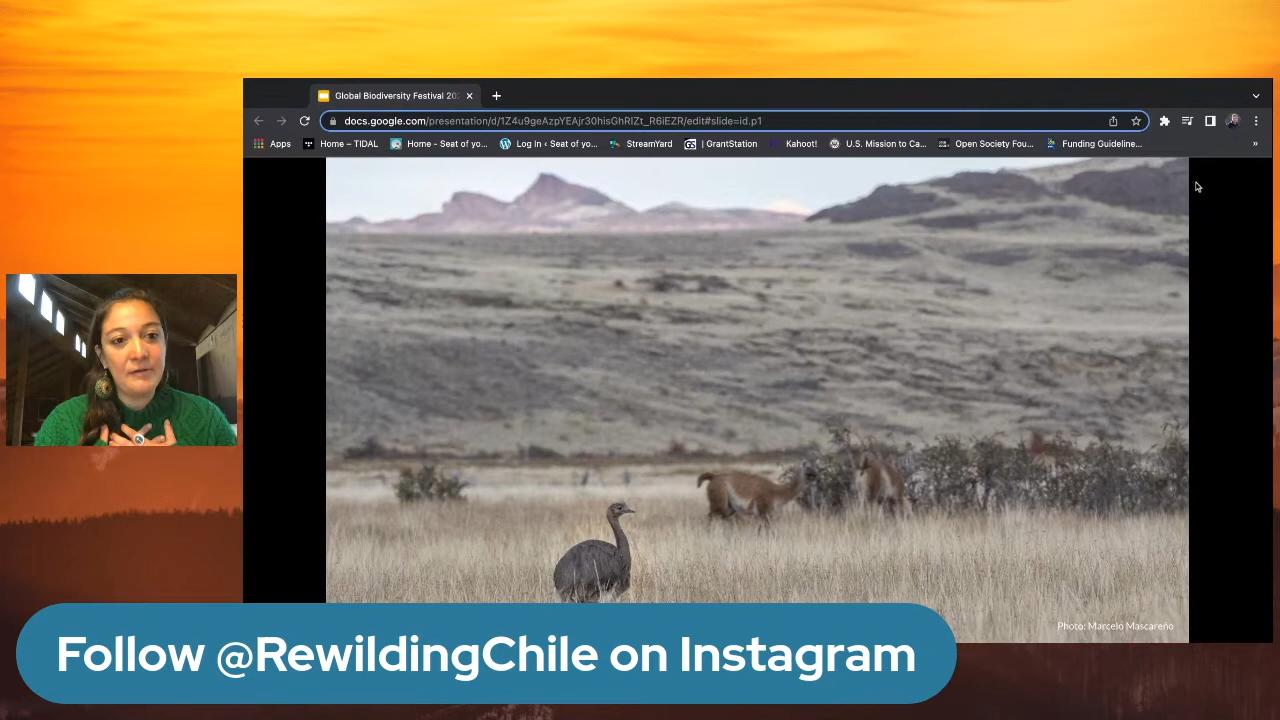 Global Biodiversity Festival 20
docs.google.com/presentation/d/1Z4u9geAzpYEAjr30hisGhRIZt_R6iEZR/edit#slide=id.p1
Apps Home – TIDAL Home - Seat of yo... Log In ‹ Seat of yo... StreamYard | GrantStation Kahoot! U.S. Mission to Ca... Open Society Fou... Funding Guideline...
Photo: Marcelo Mascareño
Follow @RewildingChile on Instagram